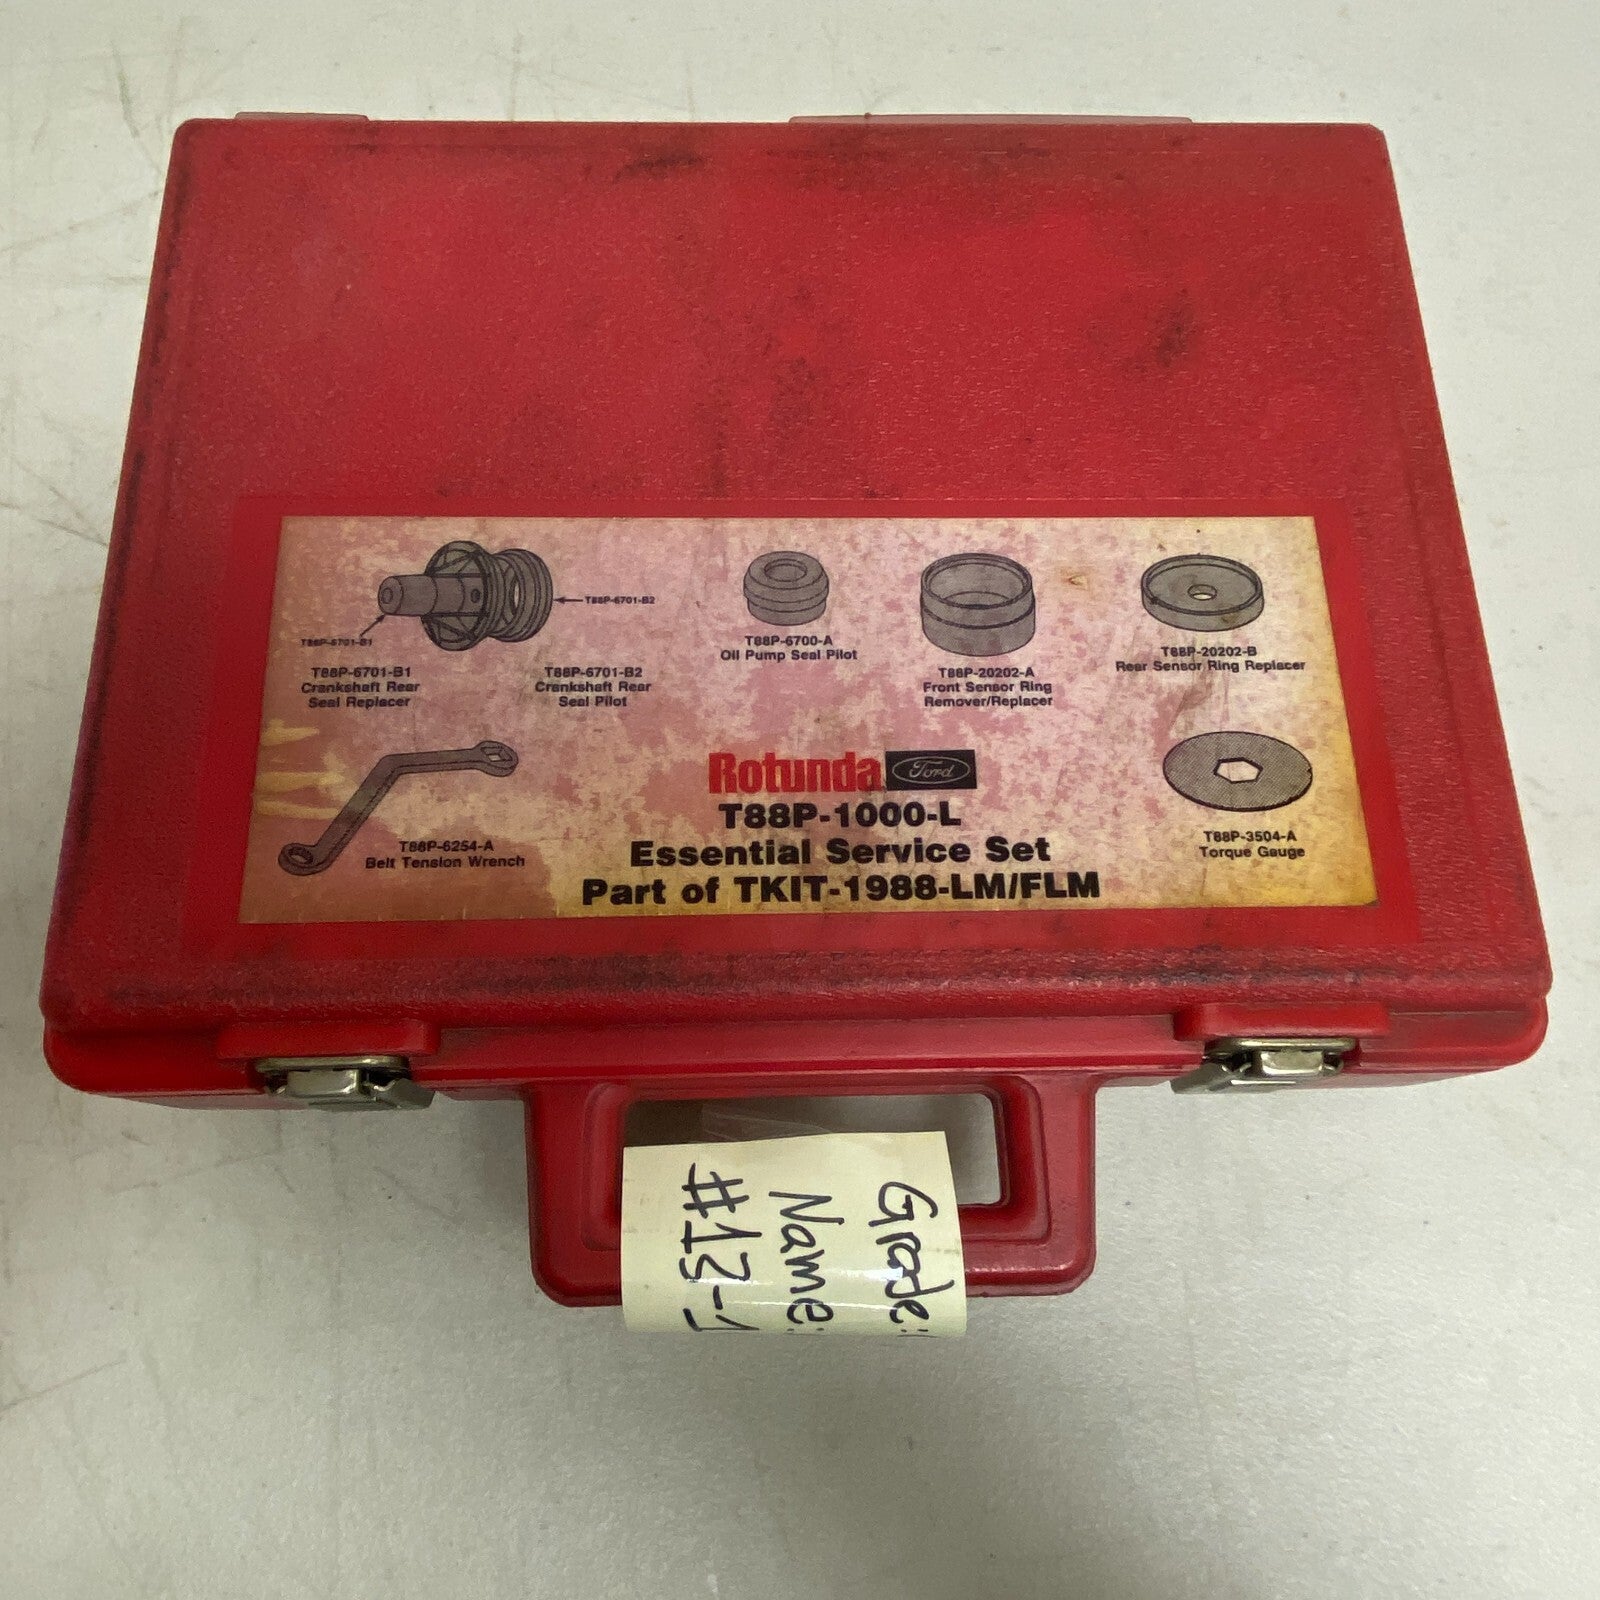 T88P-6701-B1
T88P-6701-B2
T88P-6701-B1
Crankshaft Rear
Seal Replacer
T88P-6701-B2
Crankshaft Rear
Seal Pilot
T88P-6700-A
Oil Pump Seal Pilot
T88P-20202-A
Front Sensor Ring
Remover/Replacer
T88P-20202-B
Rear Sensor Ring Replacer
T88P-6254-A
Belt Tension Wrench
Rotunda Ford
T88P-1000-L
Essential Service Set
Part of TKIT-1988-LM/FLM
T88P-3504-A
Torque Gauge
Grade:
Name:
#13-1